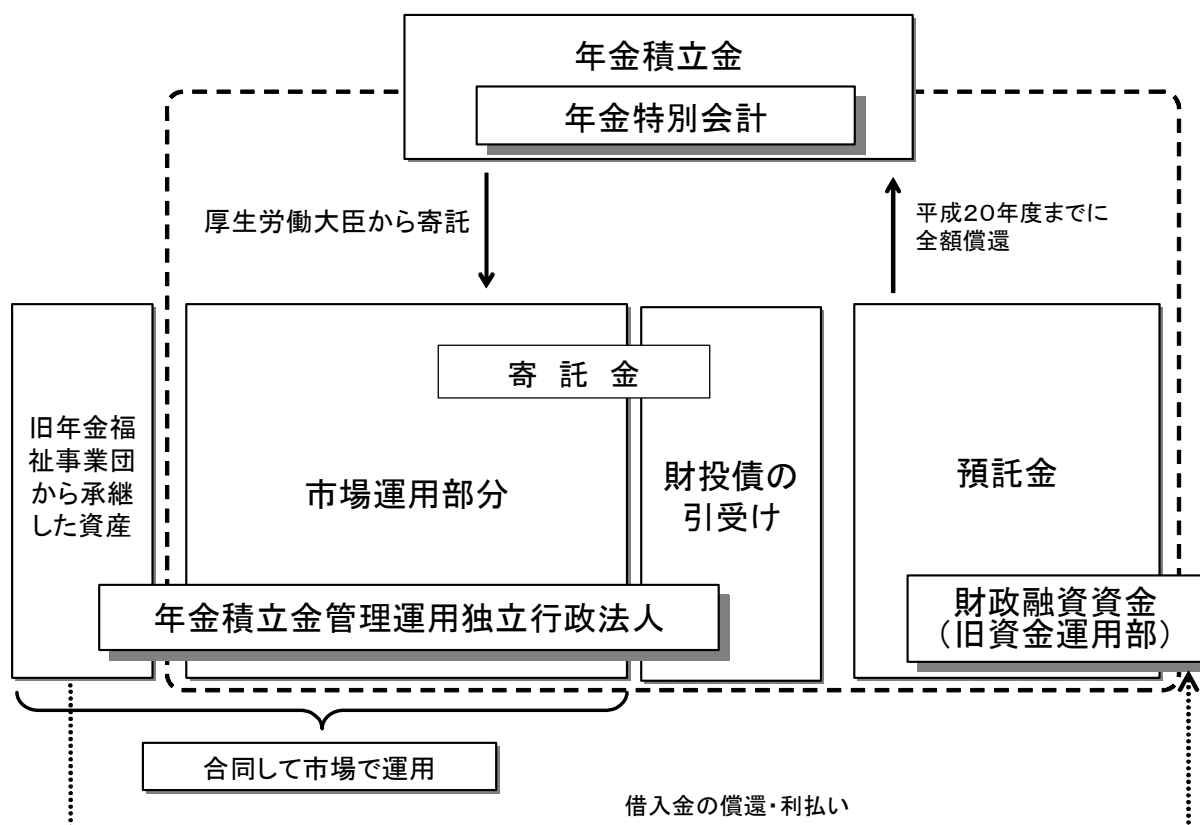 年金積立金
年金特別会計
厚生労働大臣から寄託
平成20年度までに
全額償還
旧年金福
祉事業団
から承継
した資産
寄 託 金
市場運用部分
財投債の
引受け
預託金
年金積立金管理運用独立行政法人
財政融資資金
(旧資金運用部)
合同して市場で運用
借入金の償還・利払い